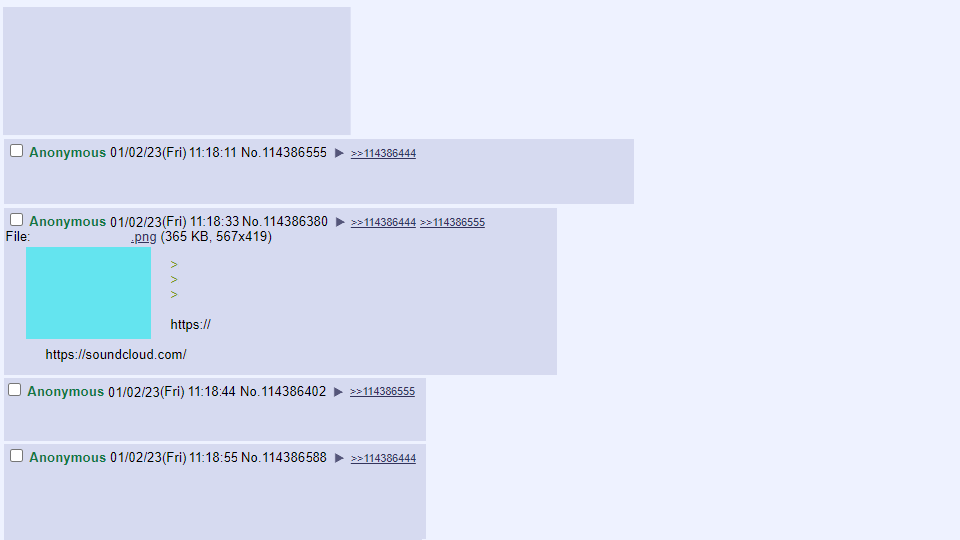 Anonymous 01/02/23(Fri) 11:18:11 No.114386555 ▶ >>114386444
Anonymous 01/02/23(Fri) 11:18:33 No.114386380 ▶ >>114386444 >>114386555
File: .png (365 KB, 567x419)
>
>
>
https://
https://soundcloud.com/
Anonymous 01/02/23(Fri) 11:18:44 No.114386402 ▶ >>114386555
Anonymous 01/02/23(Fri) 11:18:55 No.114386588 ▶ >>114386444